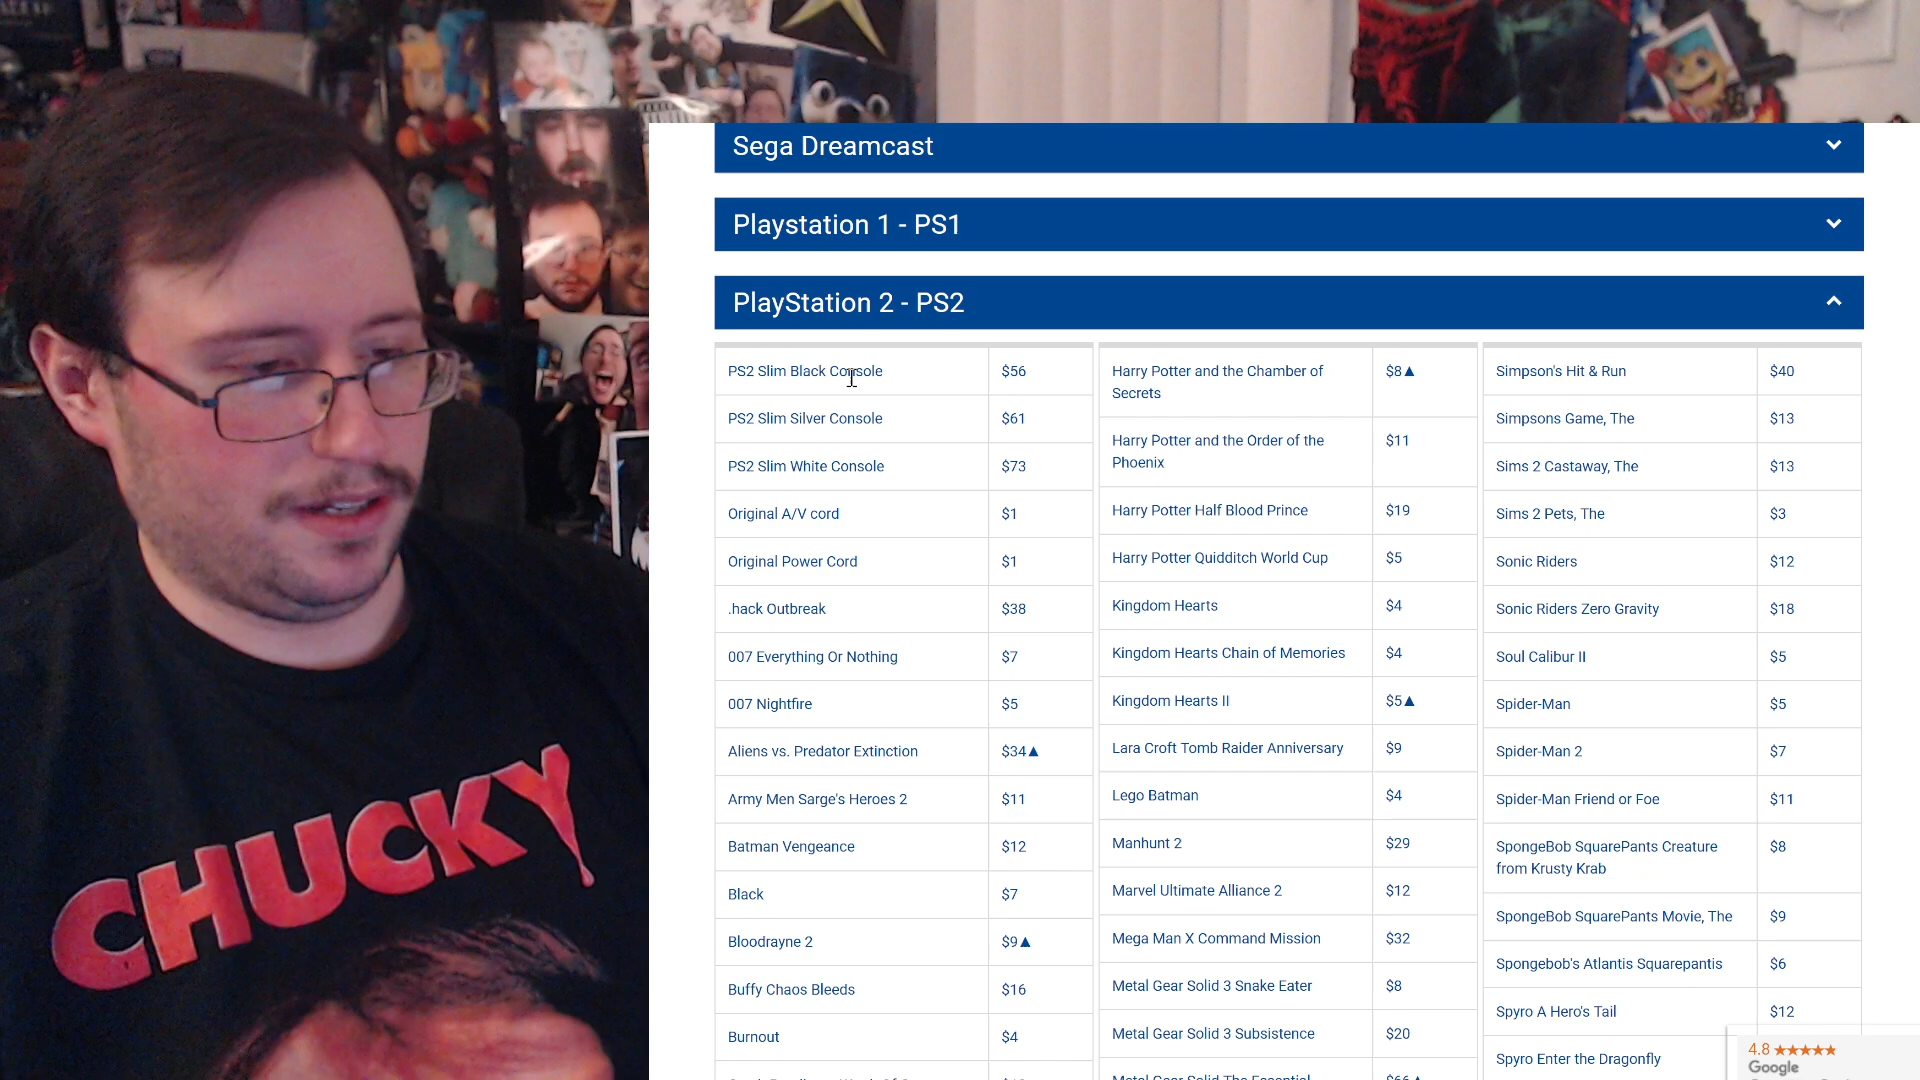 Sega Dreamcast
Playstation 1 - PS1
PlayStation 2 - PS2
PS2 Slim Black Console $56
PS2 Slim Silver Console $61
PS2 Slim White Console $73
Original A/V cord $1
Original Power Cord $1
.hack Outbreak $38
007 Everything Or Nothing $7
007 Nightfire $5
Aliens vs. Predator Extinction $34▲
Army Men Sarge's Heroes 2 $11
Batman Vengeance $12
Black $7
Bloodrayne 2 $9▲
Buffy Chaos Bleeds $16
Burnout $4
Harry Potter and the Chamber of $8▲
Secrets
Harry Potter and the Order of the $11
Phoenix
Harry Potter Half Blood Prince $19
Harry Potter Quidditch World Cup $5
Kingdom Hearts $4
Kingdom Hearts Chain of Memories $4
Kingdom Hearts II $5▲
Lara Croft Tomb Raider Anniversary $9
Lego Batman $4
Manhunt 2 $29
Marvel Ultimate Alliance 2 $12
Mega Man X Command Mission $32
Metal Gear Solid 3 Snake Eater $8
Metal Gear Solid 3 Subsistence $20
Metal Gear Solid The Essential $66▲
Simpson's Hit & Run $40
Simpsons Game, The $13
Sims 2 Castaway, The $13
Sims 2 Pets, The $3
Sonic Riders $12
Sonic Riders Zero Gravity $18
Soul Calibur II $5
Spider-Man $5
Spider-Man 2 $7
Spider-Man Friend or Foe $11
SpongeBob SquarePants Creature $8
from Krusty Krab
SpongeBob SquarePants Movie, The $9
Spongebob's Atlantis Squarepantis $6
Spyro A Hero's Tail $12
Spyro Enter the Dragonfly
4.8 ★★★★★
Google
CHUCKY